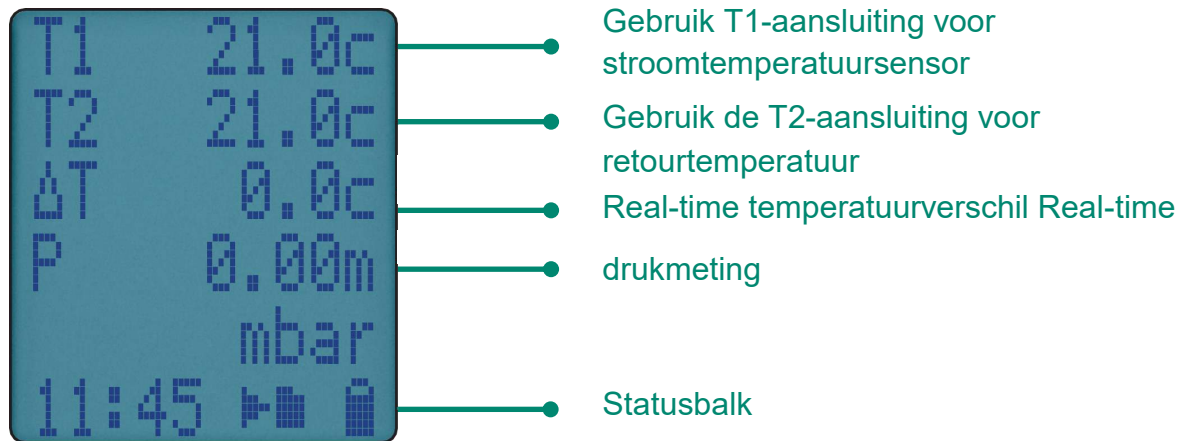 T1 21.0c
Gebruik T1-aansluiting voor
stroomtemperatuursensor
T2 21.0c
Gebruik de T2-aansluiting voor
retourtemperatuur
ΔT 0.0c
Real-time temperatuurverschil Real-time
P 0.00m
drukmeting
mbar
11:45
Statusbalk